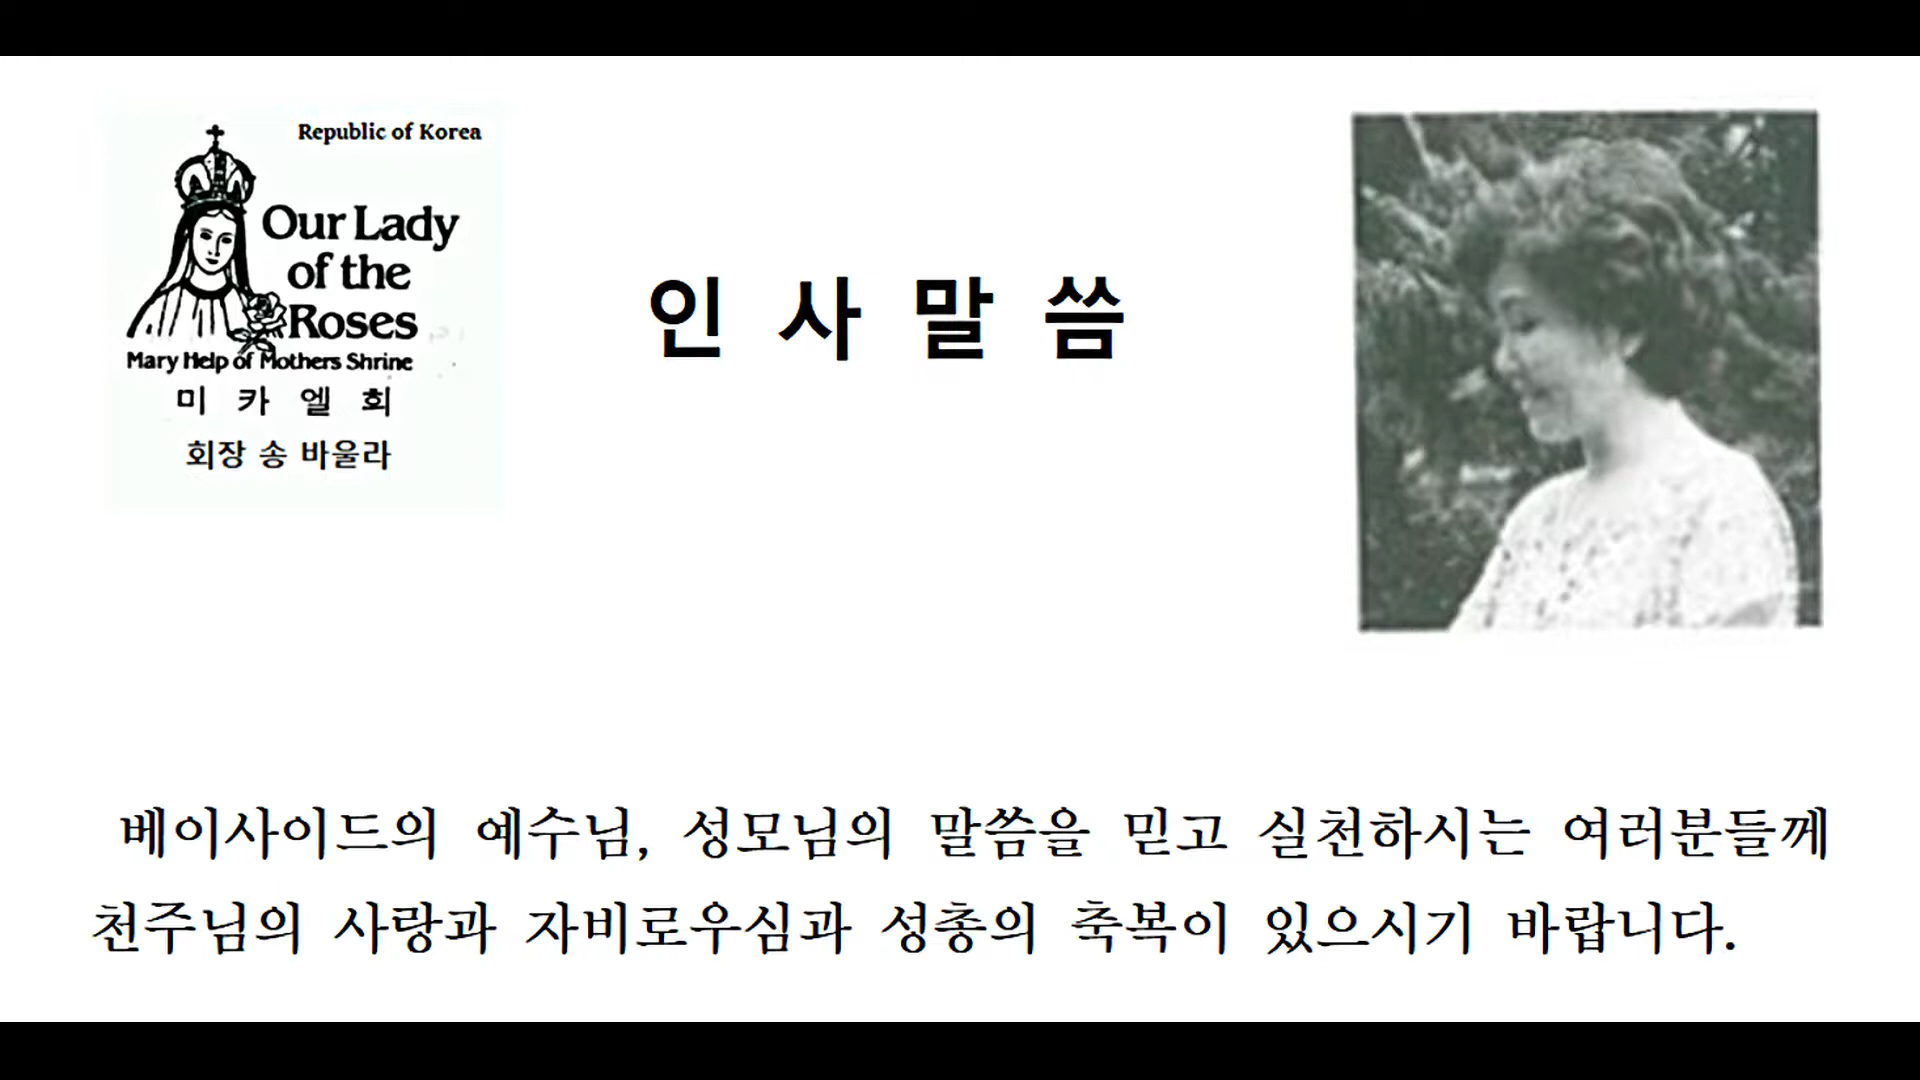 Republic of Korea
Our Lady
of the
Roses
Mary Help of Mothers Shrine
미 카 엘 회
회장 송 바울라
인 사 말 씀
베이사이드의 예수님, 성모님의 말씀을 믿고 실천하시는 여러분들께
천주님의 사랑과 자비로우심과 성총의 축복이 있으시기 바랍니다.